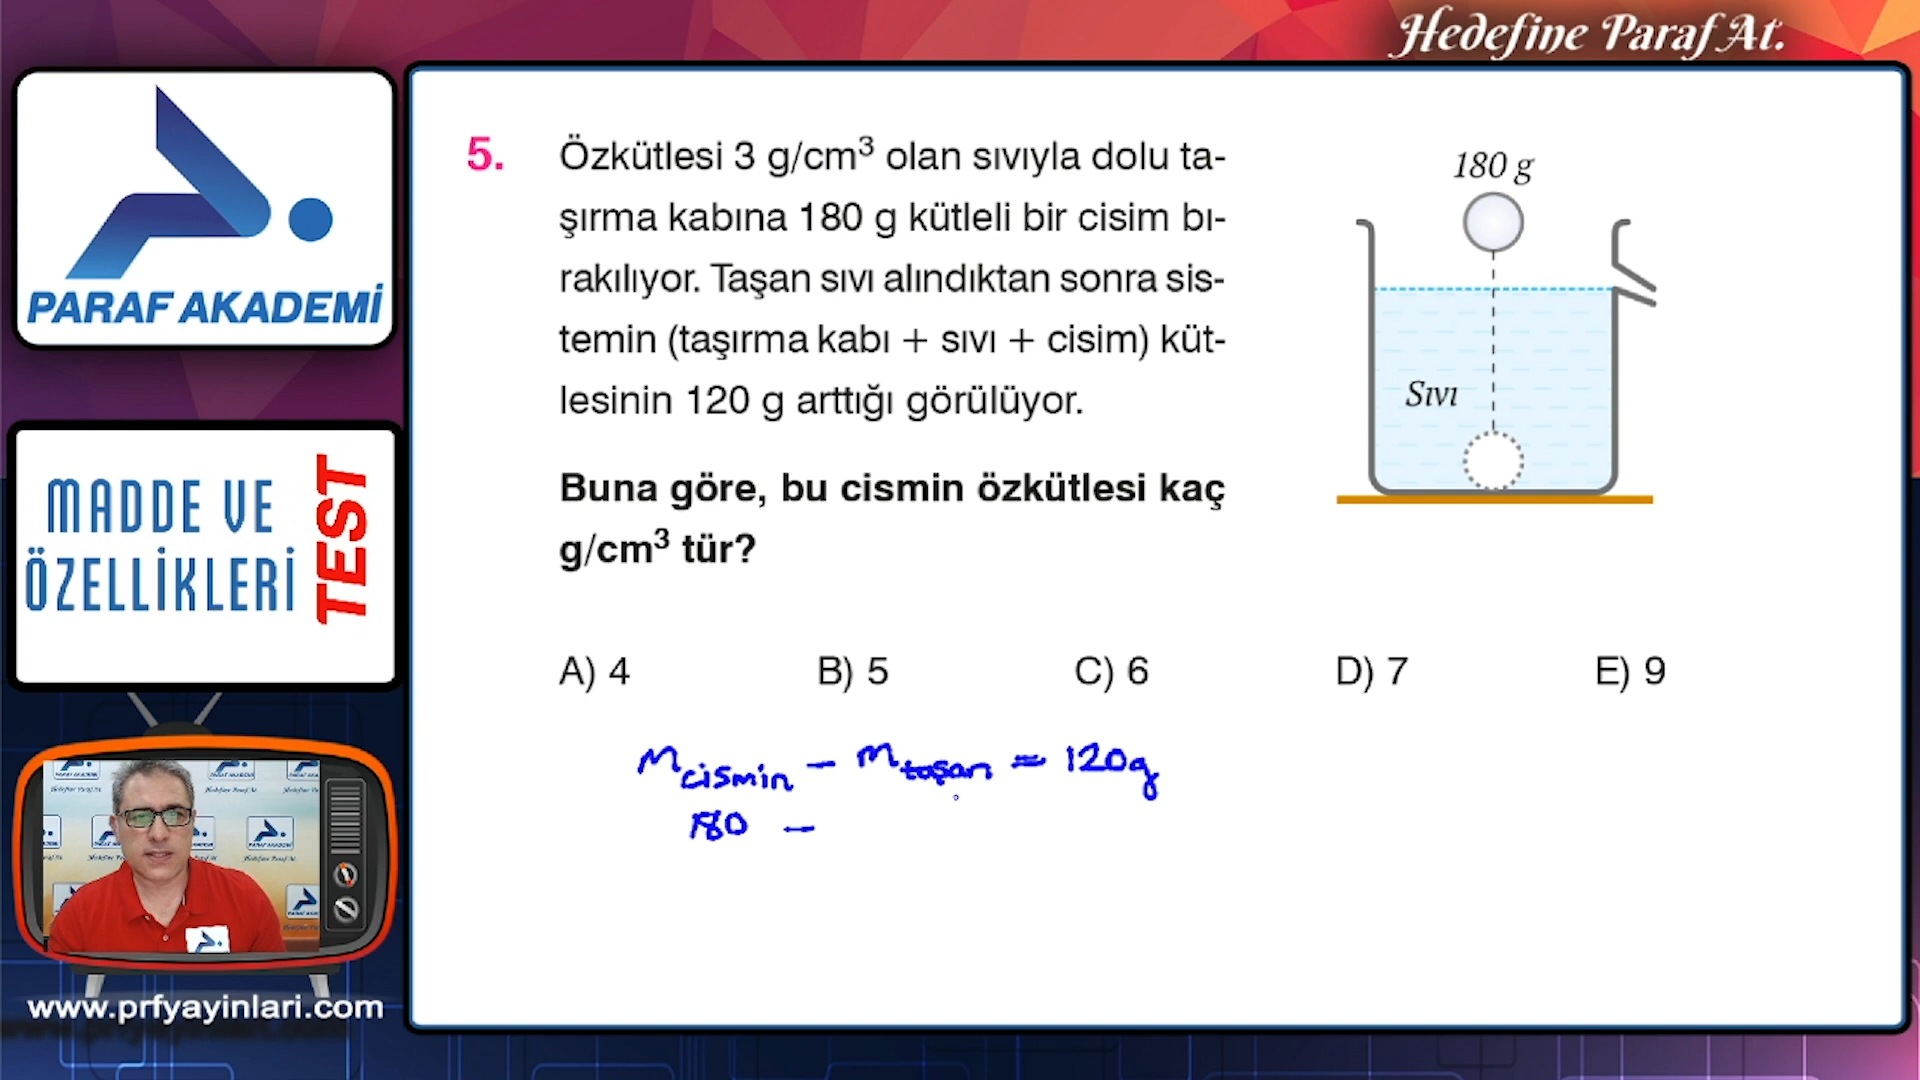 Hedefine Paraf At.
PARAF AKADEMİ
MADDE VE
ÖZELLİKLERİ
TEST
www.prfyayinlari.com
5. Özkütlesi 3 g/cm³ olan sıvıyla dolu ta-
şırma kabına 180 g kütleli bir cisim bı-
rakılıyor. Taşan sıvı alındıktan sonra sis-
temin (taşırma kabı + sıvı + cisim) küt-
lesinin 120 g arttığı görülüyor.
Buna göre, bu cismin özkütlesi kaç
g/cm³ tür?
180 g
Sıvı
A) 4 B) 5 C) 6 D) 7 E) 9
m cismin - m taşan = 120g
180 -